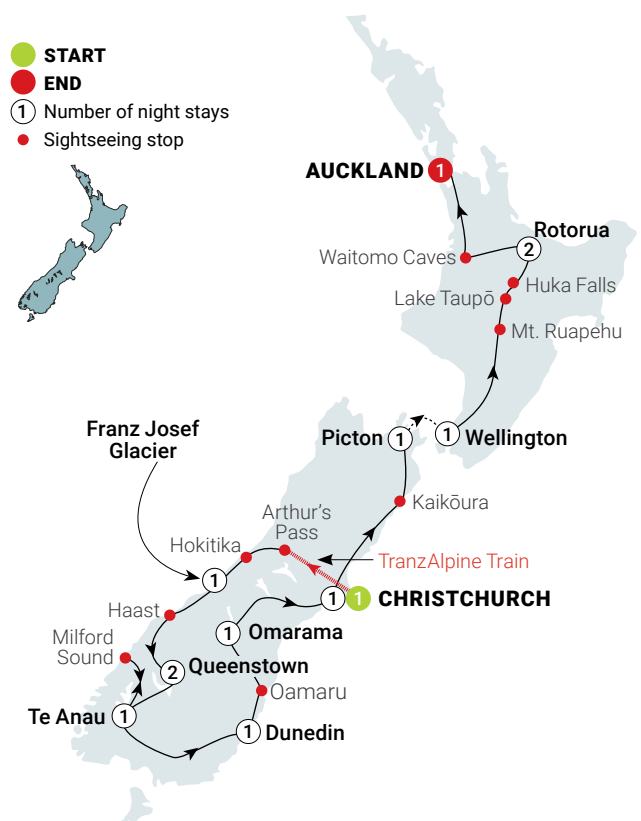 START
END
1 Number of night stays
Sightseeing stop
AUCKLAND 1
Rotorua
2
Waitomo Caves
Huka Falls
Lake Taupō
Mt. Ruapehu
Franz Josef
Glacier
Picton 1
1 Wellington
Kaikōura
Arthur's
Pass
Hokitika
TranzAlpine Train
1
1 1 CHRISTCHURCH
Haast
1 Omarama
Milford
Sound
2 Queenstown
Oamaru
Te Anau 1
1 Dunedin